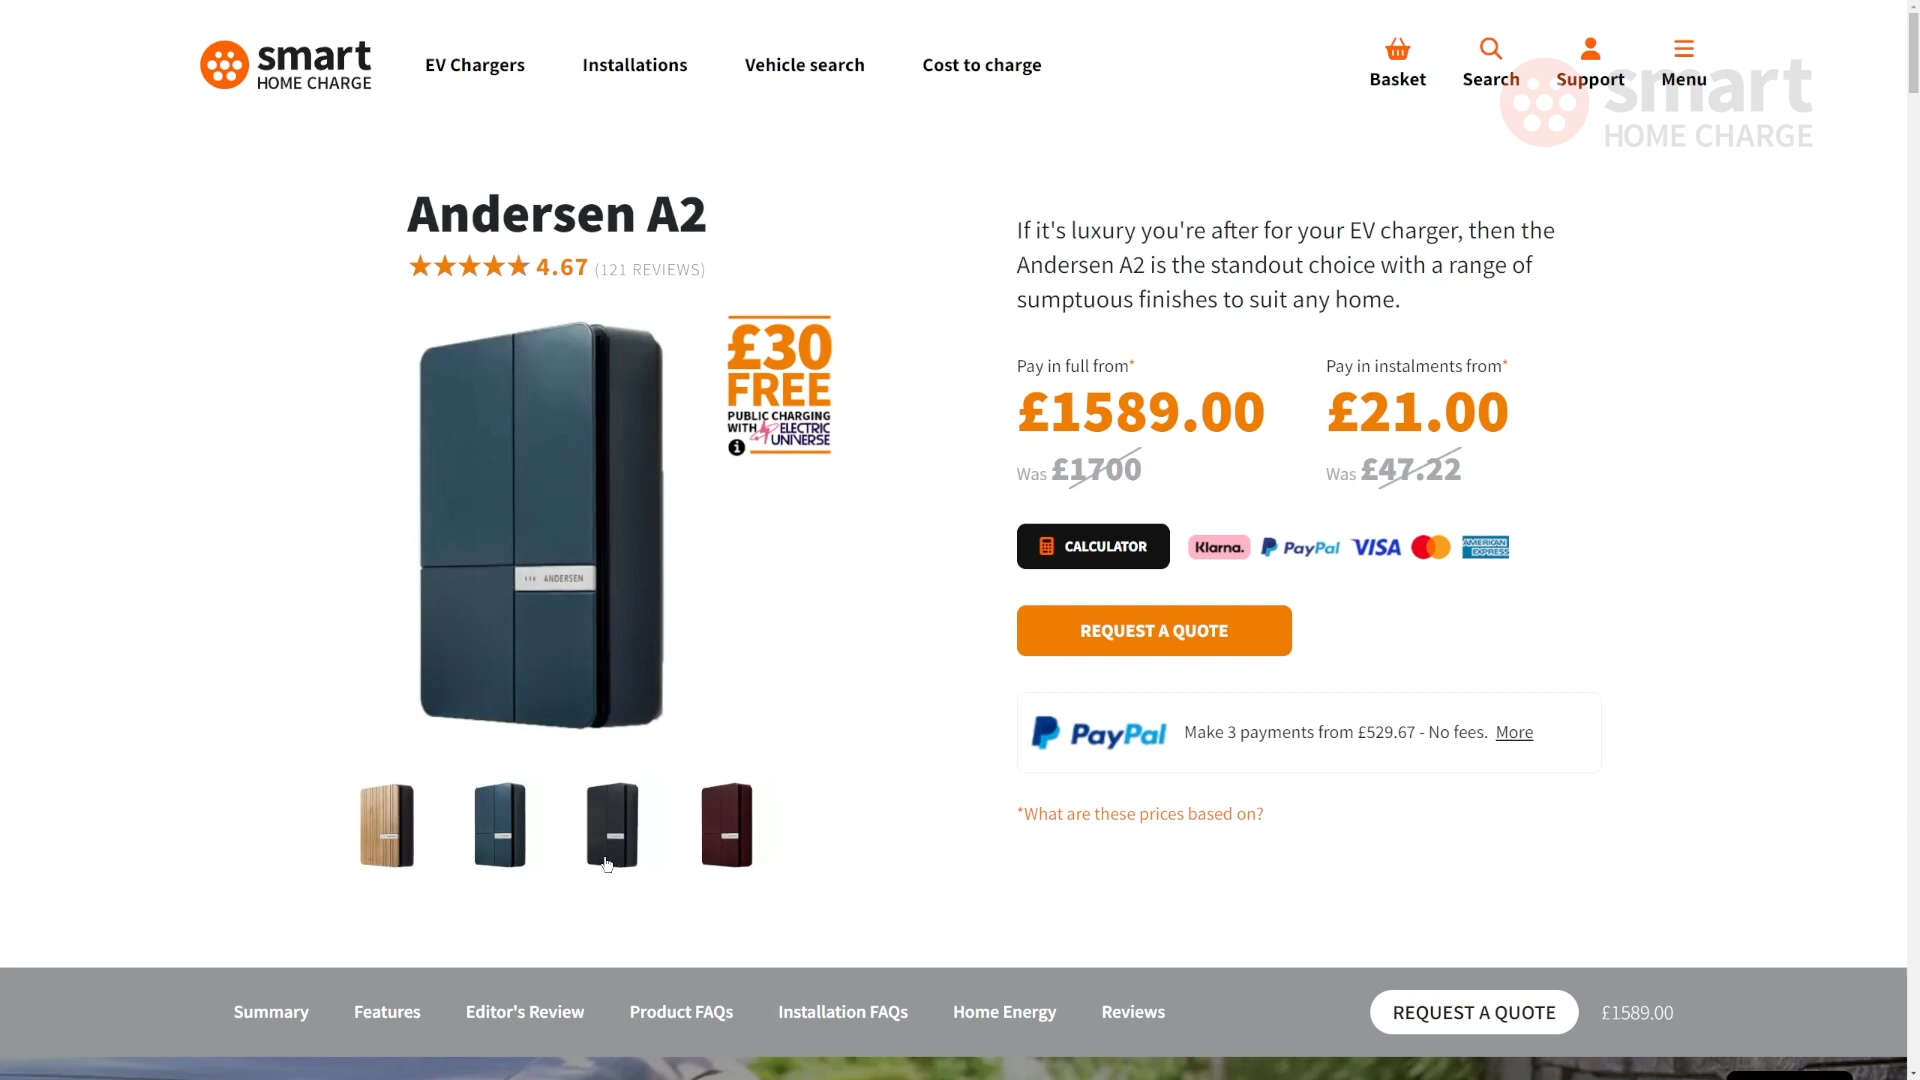 smart
HOME CHARGE
EV Chargers
Installations
Vehicle search
Cost to charge
Basket
Search
Support
Menu
smart
HOME CHARGE
Andersen A2
4.67 (121 REVIEWS)
£30
FREE
PUBLIC CHARGING
WITH ELECTRIC
UNIVERSE
ANDERSEN
If it's luxury you're after for your EV charger, then the
Andersen A2 is the standout choice with a range of
sumptuous finishes to suit any home.
Pay in full from*
£1589.00
Was £1700
Pay in instalments from*
£21.00
Was £47.22
CALCULATOR
Klarna.
PayPal
VISA
AMERICAN
EXPRESS
REQUEST A QUOTE
PayPal
Make 3 payments from £529.67 - No fees. More
*What are these prices based on?
Summary
Features
Editor's Review
Product FAQs
Installation FAQs
Home Energy
Reviews
REQUEST A QUOTE
£1589.00